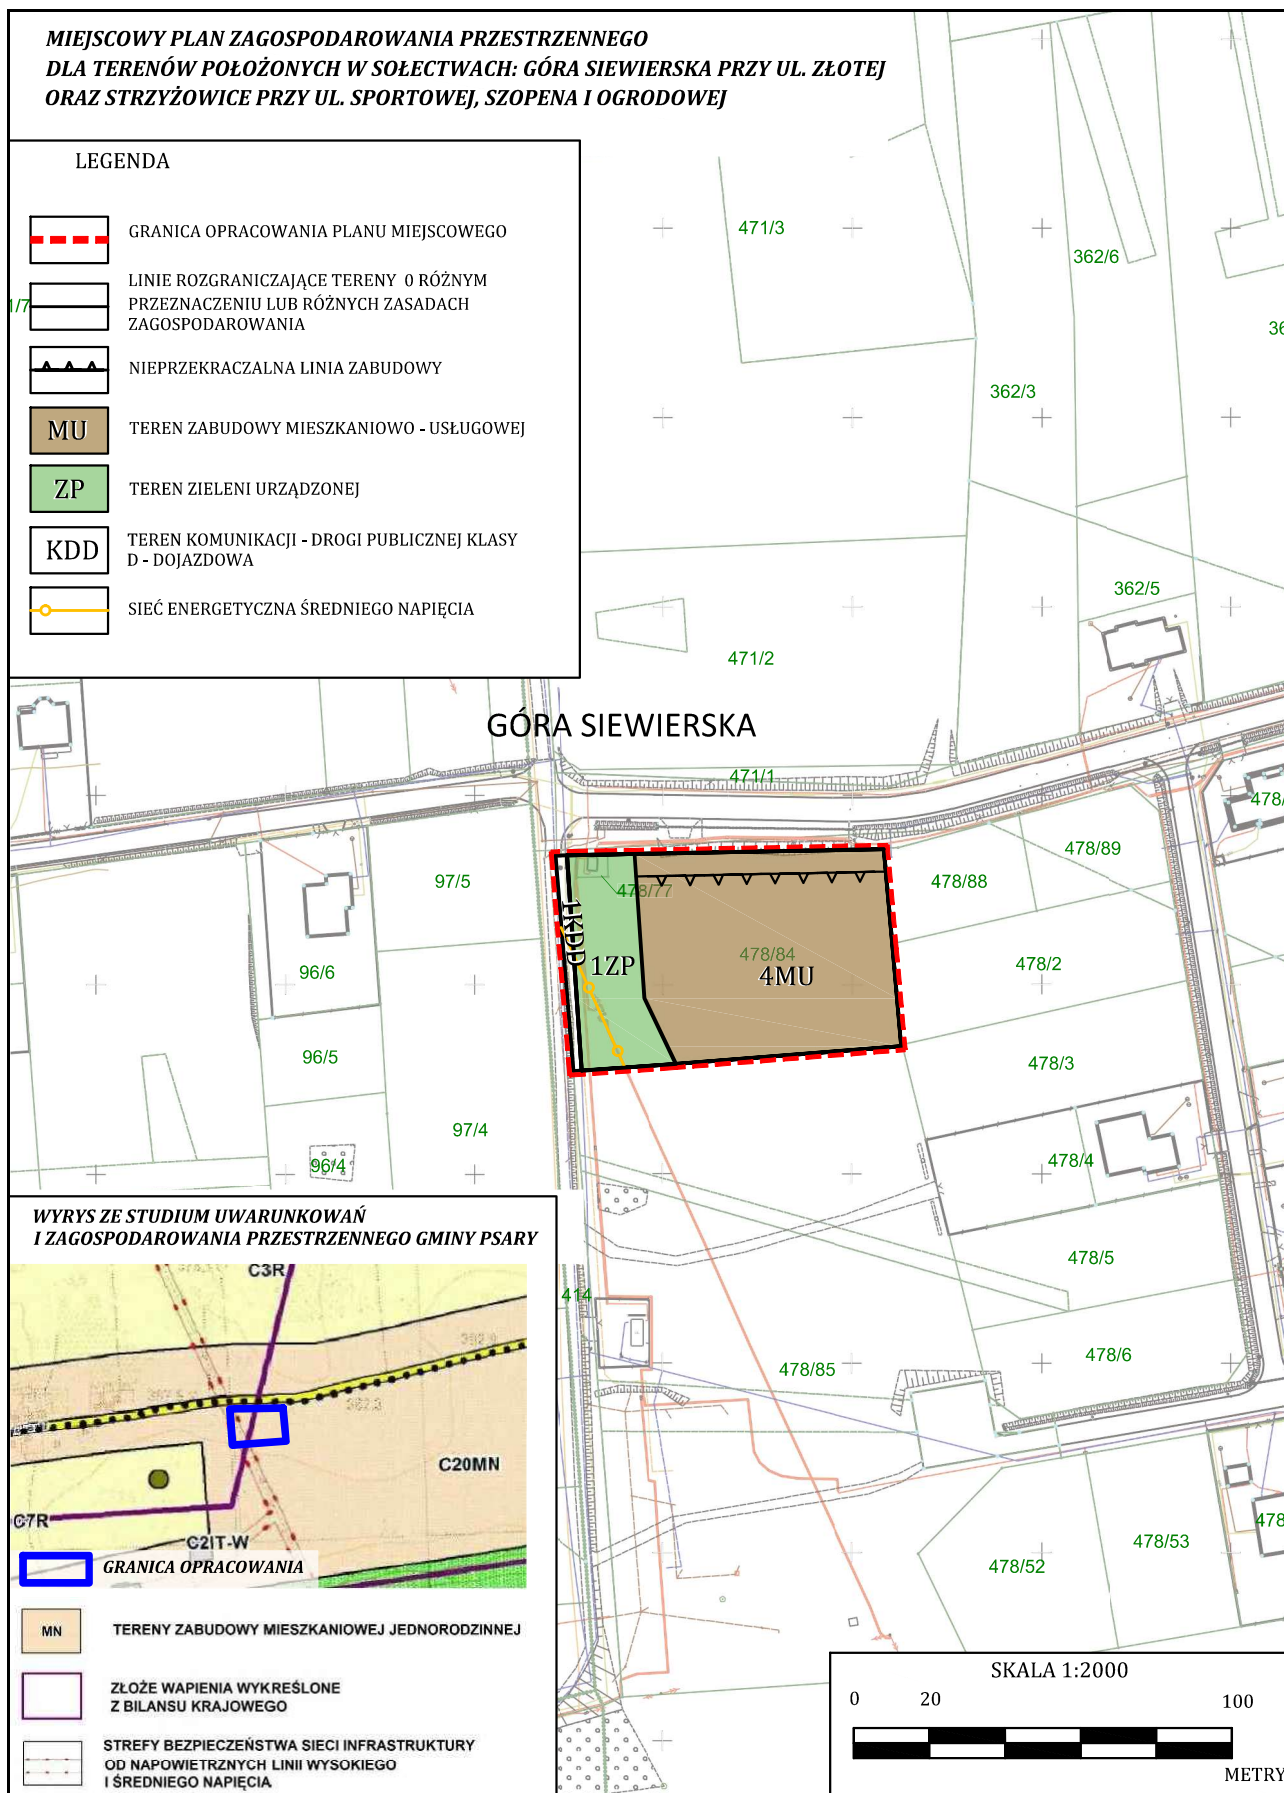 MIEJSCOWY PLAN ZAGOSPODAROWANIA PRZESTRZENNEGO
DLA TERENÓW POŁOŻONYCH W SOŁECTWACH: GÓRA SIEWIERSKA PRZY UL. ZŁOTEJ
ORAZ STRZYŻOWICE PRZY UL. SPORTOWEJ, SZOPENA I OGRODOWEJ
LEGENDA
GRANICA OPRACOWANIA PLANU MIEJSCOWEGO
LINIE ROZGRANICZAJĄCE TERENY 0 RÓŻNYM
PRZEZNACZENIU LUB RÓŻNYCH ZASADACH
ZAGOSPODAROWANIA
NIEPRZEKRACZALNA LINIA ZABUDOWY
MU
TEREN ZABUDOWY MIESZKANIOWO - USŁUGOWEJ
ZP
TEREN ZIELENI URZĄDZONEJ
KDD
TEREN KOMUNIKACJI - DROGI PUBLICZNEJ KLASY
D - DOJAZDOWA
SIEĆ ENERGETYCZNA ŚREDNIEGO NAPIĘCIA
471/3
362/6
362/3
362/5
471/2
GÓRA SIEWIERSKA
471/1
478/89
97/5
478/77
478/88
478/84
1KDD
1ZP
4MU
478/2
96/6
96/5
478/3
97/4
96/4
478/4
478/5
414
478/6
478/85
478/53
478/52
WYRYS ZE STUDIUM UWARUNKOWAŃ
I ZAGOSPODAROWANIA PRZESTRZENNEGO GMINY PSARY
C3R
C20MN
C7R
C2IT-W
GRANICA OPRACOWANIA
MN
TERENY ZABUDOWY MIESZKANIOWEJ JEDNORODZINNEJ
ZŁOŻE WAPIENIA WYKREŚLONE
Z BILANSU KRAJOWEGO
STREFY BEZPIECZEŃSTWA SIECI INFRASTRUKTURY
OD NAPOWIETRZNYCH LINII WYSOKIEGO
I ŚREDNIEGO NAPIĘCIA
SKALA 1:2000
0 20 100
METRY